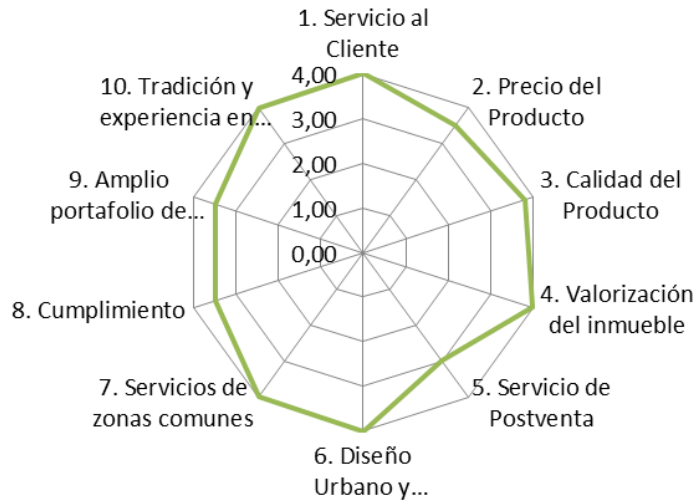 1. Servicio al
Cliente
2. Precio del
Producto
3. Calidad del
Producto
4. Valorización
del inmueble
5. Servicio de
Postventa
6. Diseño
Urbano y...
7. Servicios de
zonas comunes
8. Cumplimiento
9. Amplio
portafolio de...
10. Tradición y
experiencia en...
4,00
3,00
2,00
1,00
0,00